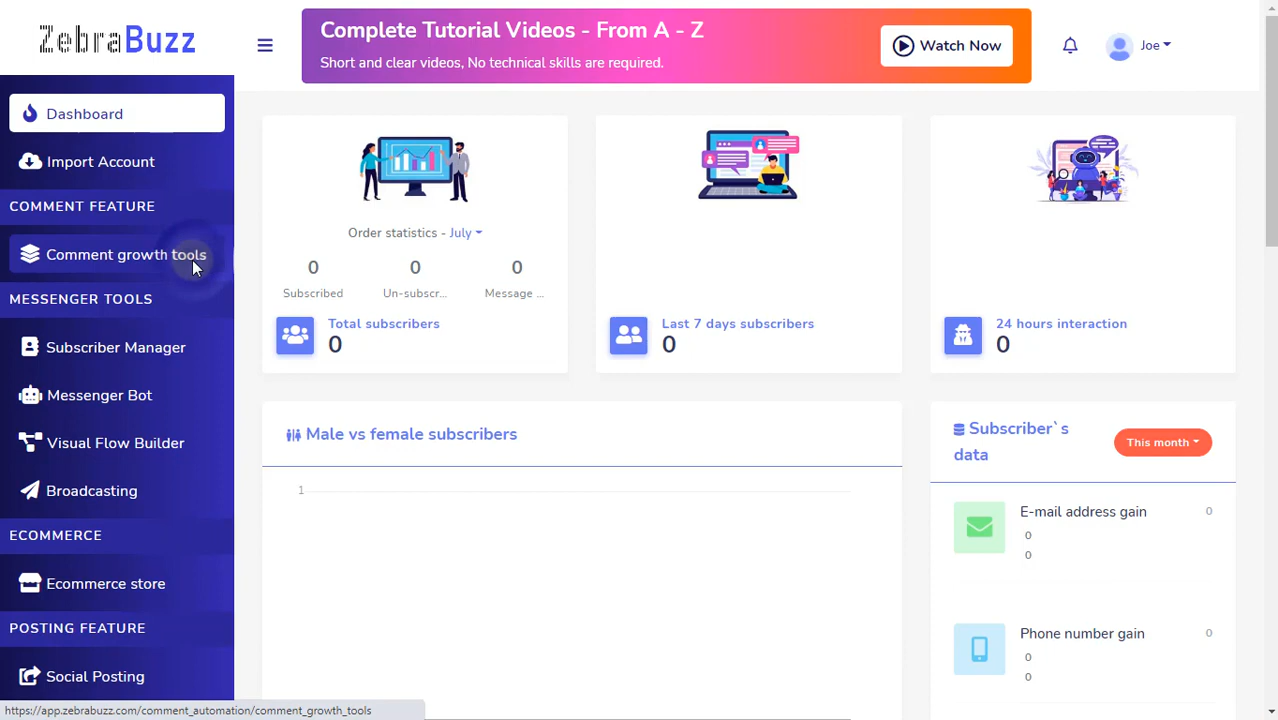 ZebraBuzz
Complete Tutorial Videos - From A - Z
Short and clear videos, No technical skills are required.
Watch Now
Joe
Dashboard
Import Account
COMMENT FEATURE
Comment growth tools
MESSENGER TOOLS
Subscriber Manager
Messenger Bot
Visual Flow Builder
Broadcasting
ECOMMERCE
Ecommerce store
POSTING FEATURE
Social Posting
Order statistics - July
0 0 0
Subscribed Un-subscr... Message ...
Total subscribers
0
Last 7 days subscribers
0
24 hours interaction
0
Male vs female subscribers
1
Subscriber`s
data
This month
E-mail address gain 0
0
0
Phone number gain 0
0
0
https://app.zebrabuzz.com/comment_automation/comment_growth_tools